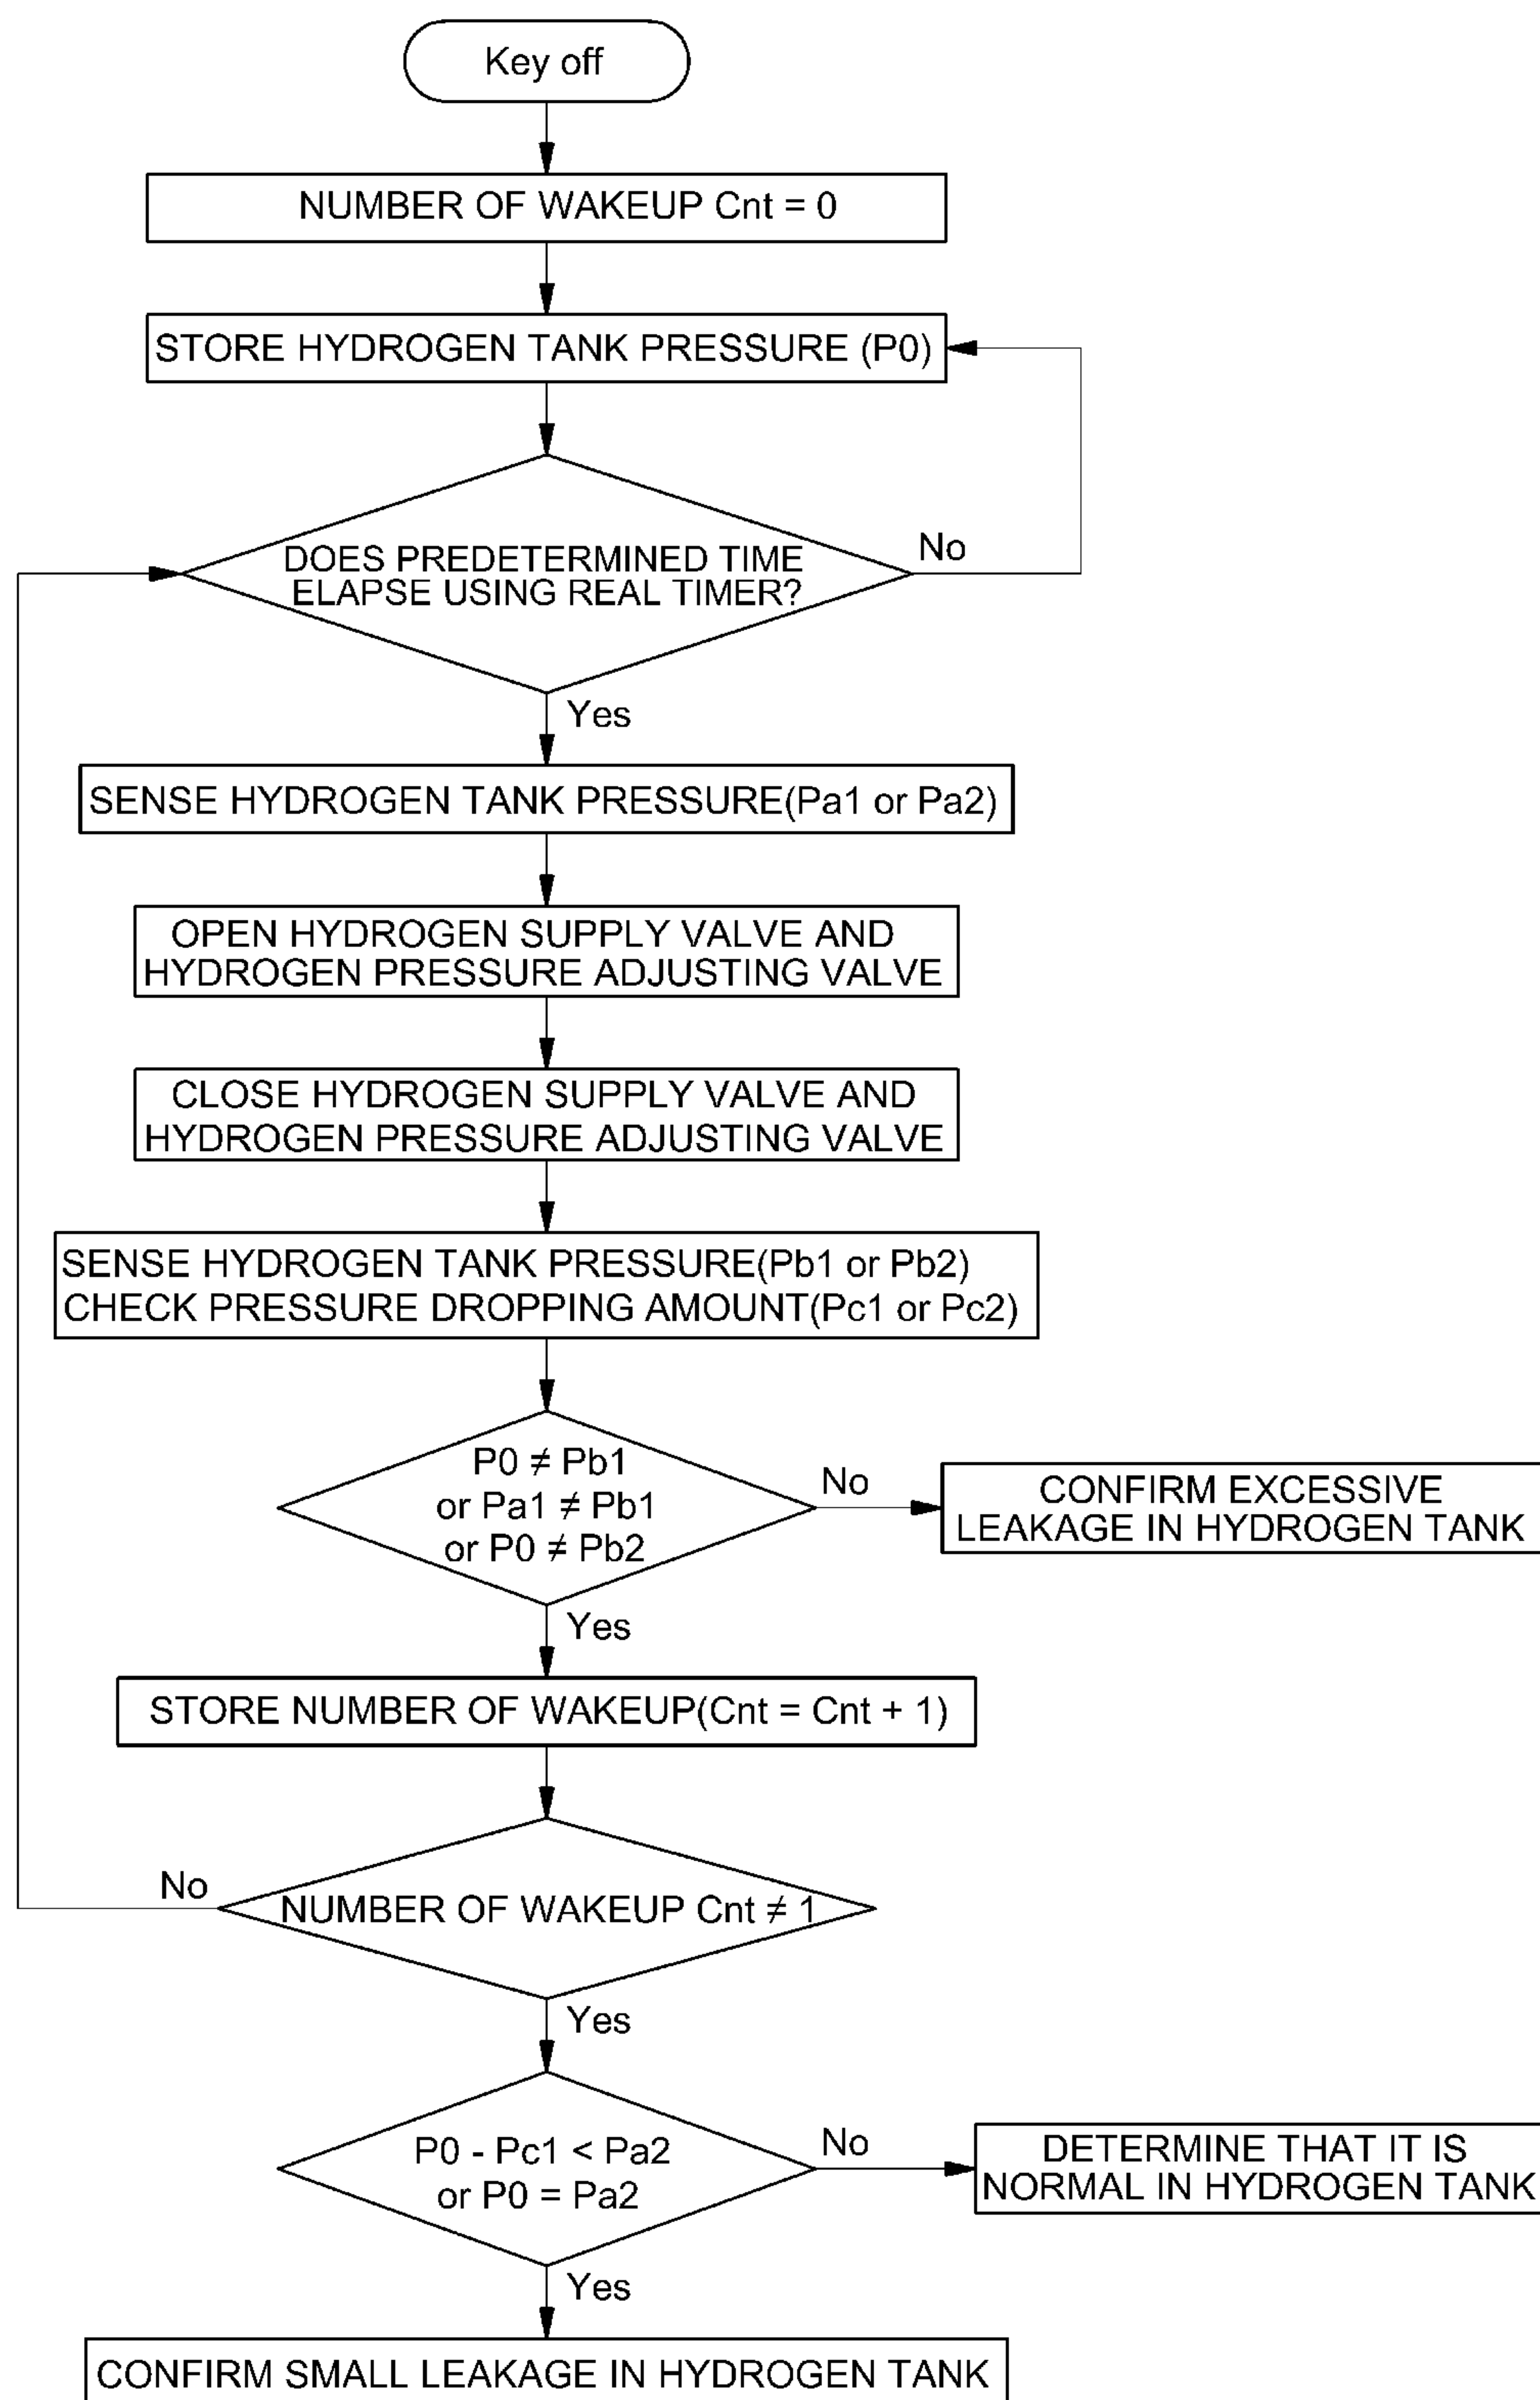 Key off
NUMBER OF WAKEUP Cnt = 0
STORE HYDROGEN TANK PRESSURE (P0)
DOES PREDETERMINED TIME
ELAPSE USING REAL TIMER?
No
Yes
SENSE HYDROGEN TANK PRESSURE(Pa1 or Pa2)
OPEN HYDROGEN SUPPLY VALVE AND
HYDROGEN PRESSURE ADJUSTING VALVE
CLOSE HYDROGEN SUPPLY VALVE AND
HYDROGEN PRESSURE ADJUSTING VALVE
SENSE HYDROGEN TANK PRESSURE(Pb1 or Pb2)
CHECK PRESSURE DROPPING AMOUNT(Pc1 or Pc2)
P0 ≠ Pb1
or Pa1 ≠ Pb1
or P0 ≠ Pb2
No
CONFIRM EXCESSIVE
LEAKAGE IN HYDROGEN TANK
Yes
STORE NUMBER OF WAKEUP(Cnt = Cnt + 1)
No
NUMBER OF WAKEUP Cnt ≠ 1
Yes
P0 - Pc1 < Pa2
or P0 = Pa2
No
DETERMINE THAT IT IS
NORMAL IN HYDROGEN TANK
Yes
CONFIRM SMALL LEAKAGE IN HYDROGEN TANK